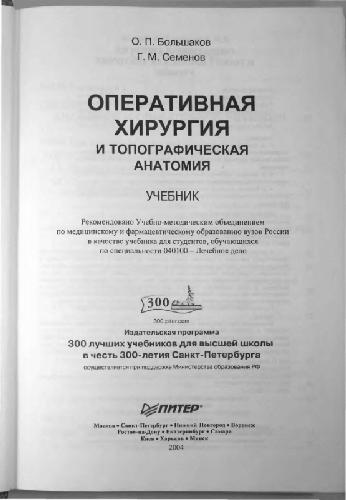 О. П. Большаков
Г. М. Семенов
ОПЕРАТИВНАЯ
ХИРУРГИЯ
И ТОПОГРАФИЧЕСКАЯ
АНАТОМИЯ
УЧЕБНИК
Рекомендовано Учебно-методическим объединением
по медицинскому и фармацевтическому образованию вузов России
в качестве учебника для студентов, обучающихся
по специальности 040100 – Лечебное дело
300
Издательская программа
300 лучших учебников для высшей школы
в честь 300-летия Санкт-Петербурга
осуществляется при поддержке Министерства образования РФ
ПИТЕР
Москва • Санкт-Петербург • Нижний Новгород • Воронеж
Ростов-на-Дону • Екатеринбург • Самара
Киев • Харьков • Минск
2004